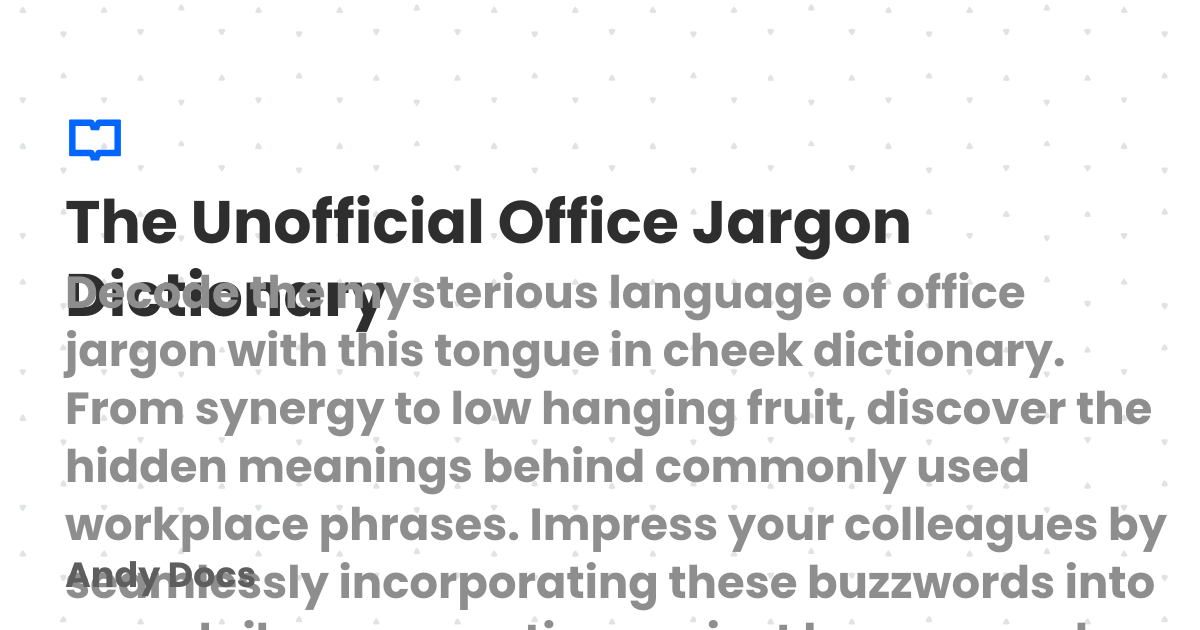 The Unofficial Office Jargon
Dictionary
Decode the mysterious language of office
jargon with this tongue in cheek dictionary.
From synergy to low hanging fruit, discover the
hidden meanings behind commonly used
workplace phrases. Impress your colleagues by
seamlessly incorporating these buzzwords into
Andy Docs